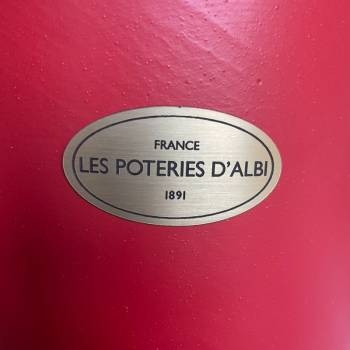 FRANCE
LES POTERIES D'ALBI
1891